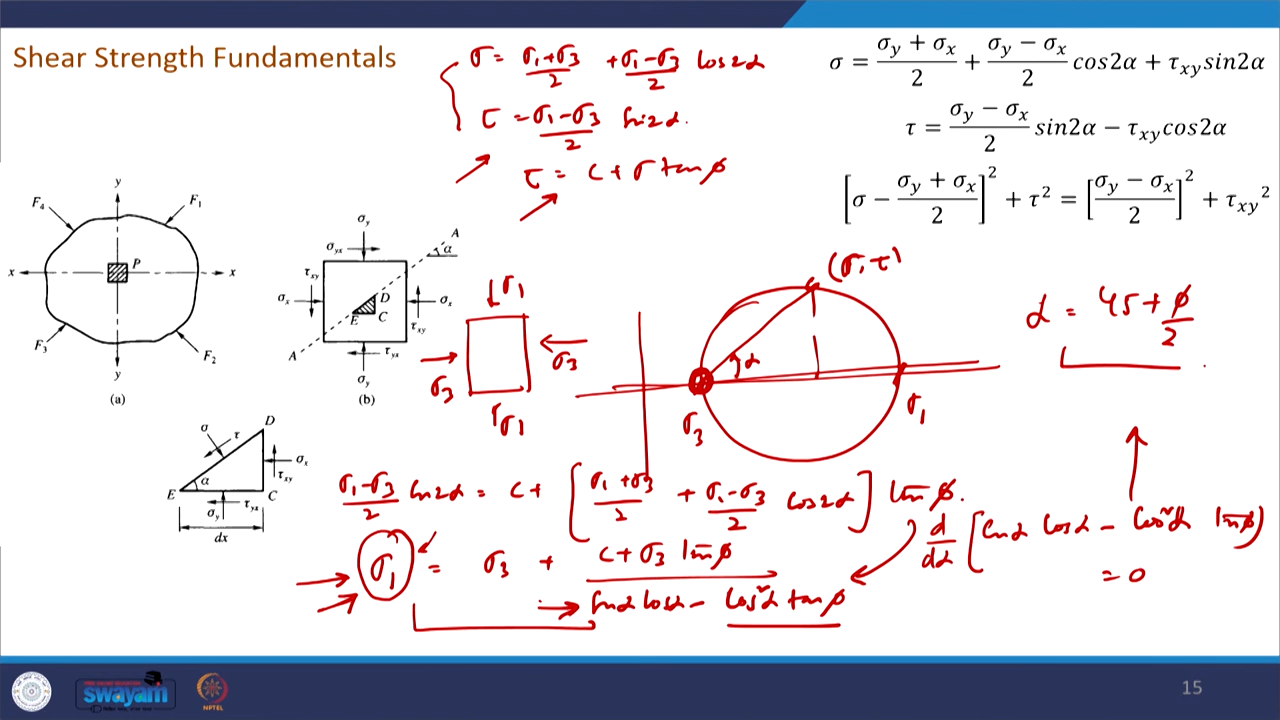 Shear Strength Fundamentals
σ = (σ1+σ3)/2 + (σ1-σ3)/2 cos2α
τ = (σ1-σ3)/2 sin2α.
τ = c + σ tanϕ
σ = (σy + σx)/2 + (σy − σx)/2 cos2α + τxy sin2α
τ = (σy − σx)/2 sin2α − τxy cos2α
[σ − (σy + σx)/2]² + τ² = [(σy − σx)/2]² + τxy²
y
F4
F1
P
x
x
F3
F2
y
(a)
σy
A
σyx
α
τxy
D
σx
σx
E
C
τxy
A
τyx
σy
(b)
σ1
σ3
σ3
σ1
(σ, τ)
α
σ3
σ1
α = 45 + ϕ/2
D
σ
τ
σx
τxy
α
E
C
σy
τyx
dx
(σ1-σ3)/2 sin2α = c + [(σ1+σ3)/2 + (σ1-σ3)/2 cos2α] tanϕ.
d/dα [sinα cosα - cos²α tanϕ]
= 0
σ1 = σ3 + (c + σ3 tanϕ)/(sinα cosα - cos²α tanϕ)
swayam
NPTEL
15